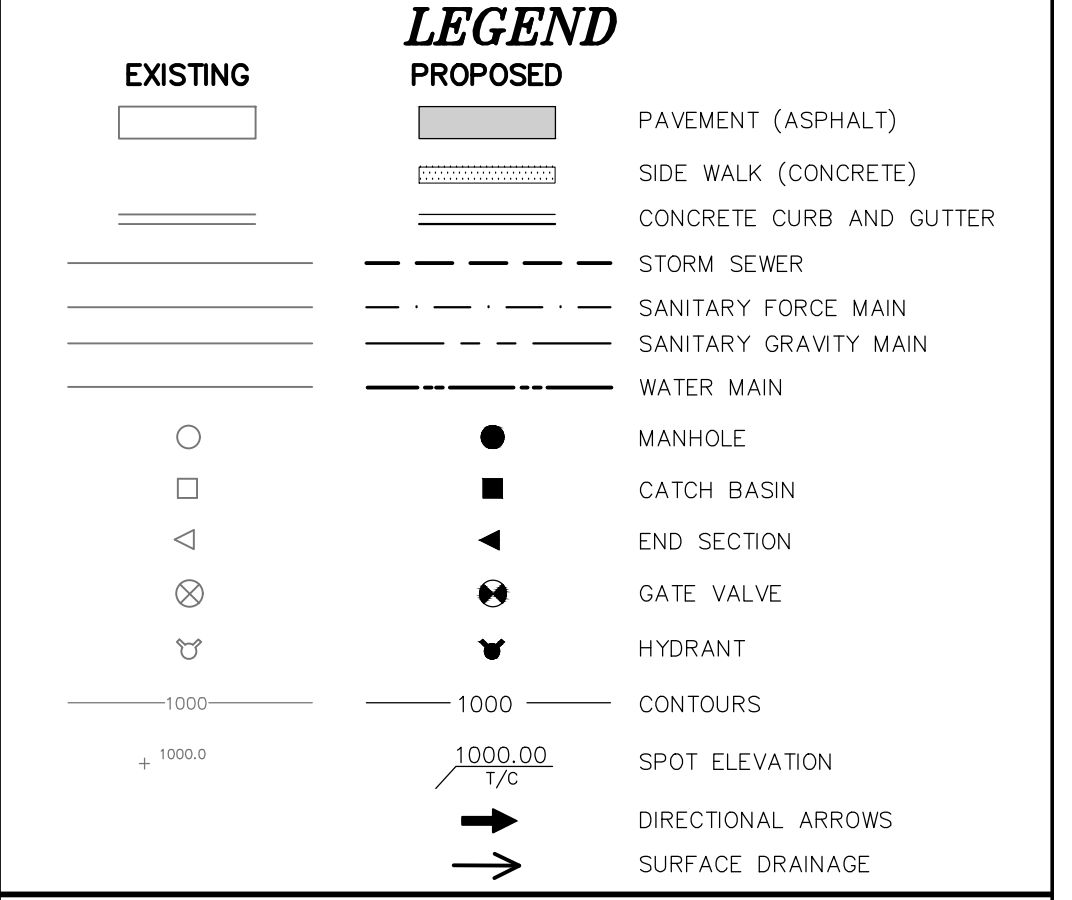 LEGEND
EXISTING PROPOSED
PAVEMENT (ASPHALT)
SIDE WALK (CONCRETE)
CONCRETE CURB AND GUTTER
STORM SEWER
SANITARY FORCE MAIN
SANITARY GRAVITY MAIN
WATER MAIN
MANHOLE
CATCH BASIN
END SECTION
GATE VALVE
HYDRANT
1000 1000 CONTOURS
1000.0 1000.00 SPOT ELEVATION
T/C
DIRECTIONAL ARROWS
SURFACE DRAINAGE